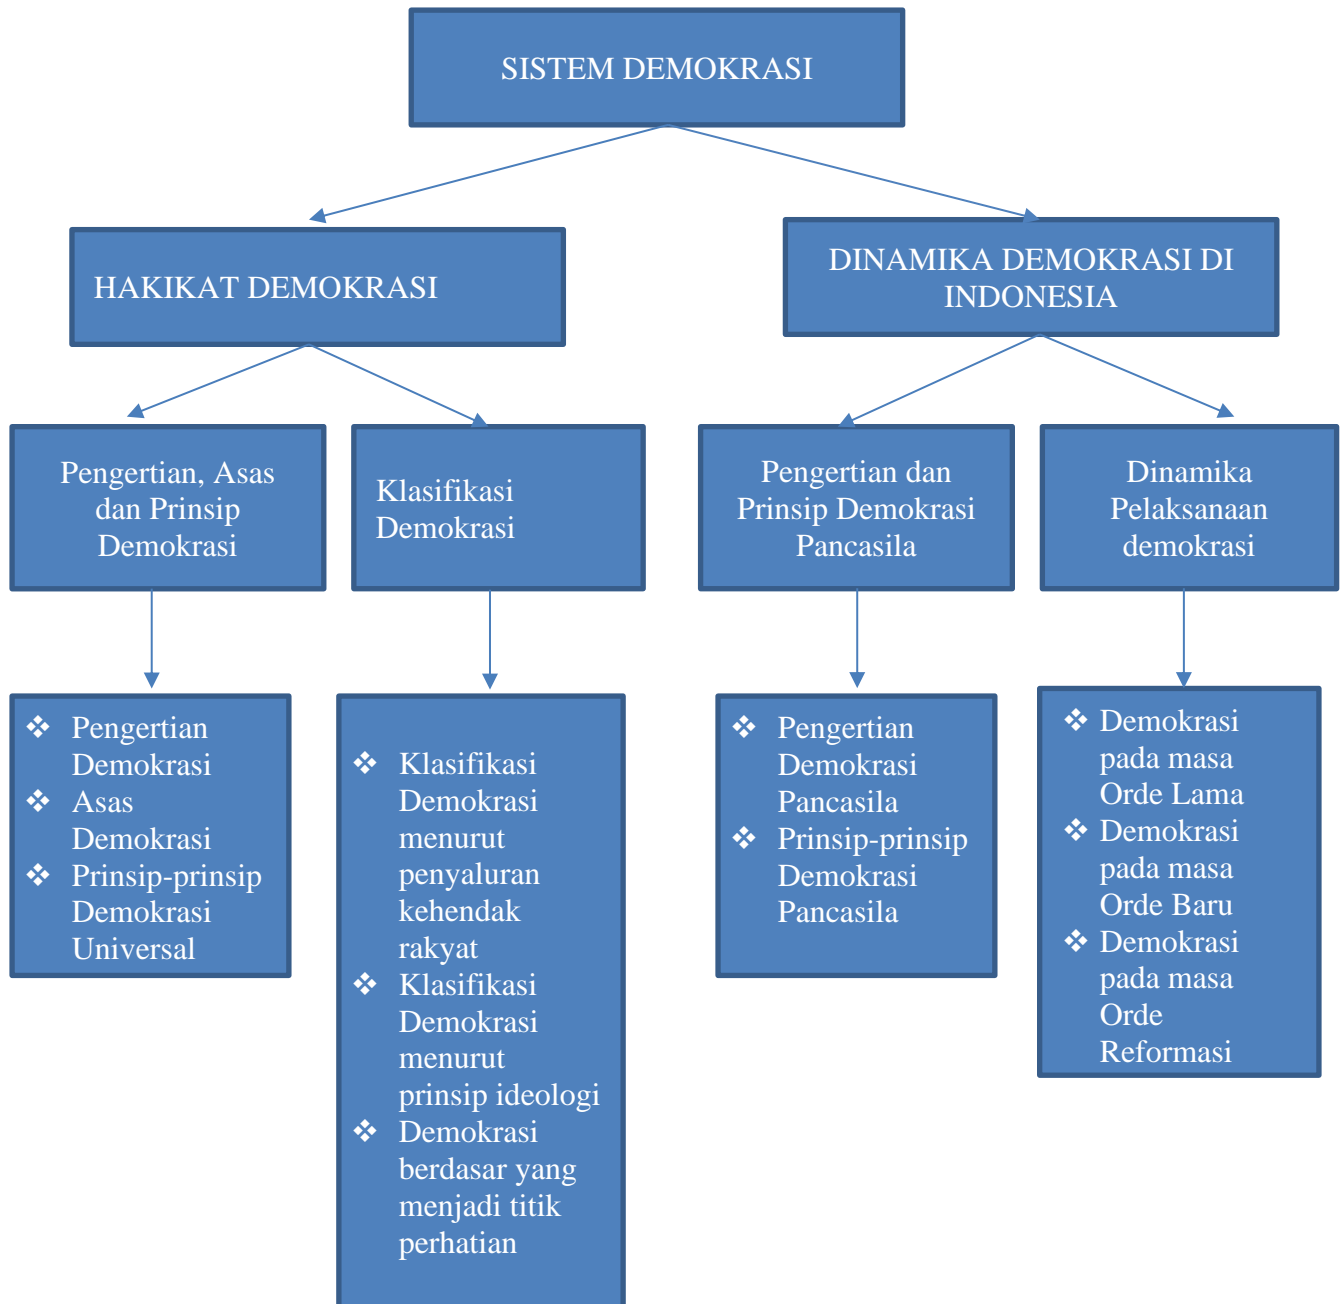 SISTEM DEMOKRASI
HAKIKAT DEMOKRASI
DINAMIKA DEMOKRASI DI
INDONESIA
Pengertian, Asas
dan Prinsip
Demokrasi
Klasifikasi
Demokrasi
Pengertian dan
Prinsip Demokrasi
Pancasila
Dinamika
Pelaksanaan
demokrasi
❖ Pengertian
Demokrasi
❖ Asas
Demokrasi
❖ Prinsip-prinsip
Demokrasi
Universal
❖ Klasifikasi
Demokrasi
menurut
penyaluran
kehendak
rakyat
❖ Klasifikasi
Demokrasi
menurut
prinsip ideologi
❖ Demokrasi
berdasar yang
menjadi titik
perhatian
❖ Pengertian
Demokrasi
Pancasila
❖ Prinsip-prinsip
Demokrasi
Pancasila
❖ Demokrasi
pada masa
Orde Lama
❖ Demokrasi
pada masa
Orde Baru
❖ Demokrasi
pada masa
Orde
Reformasi